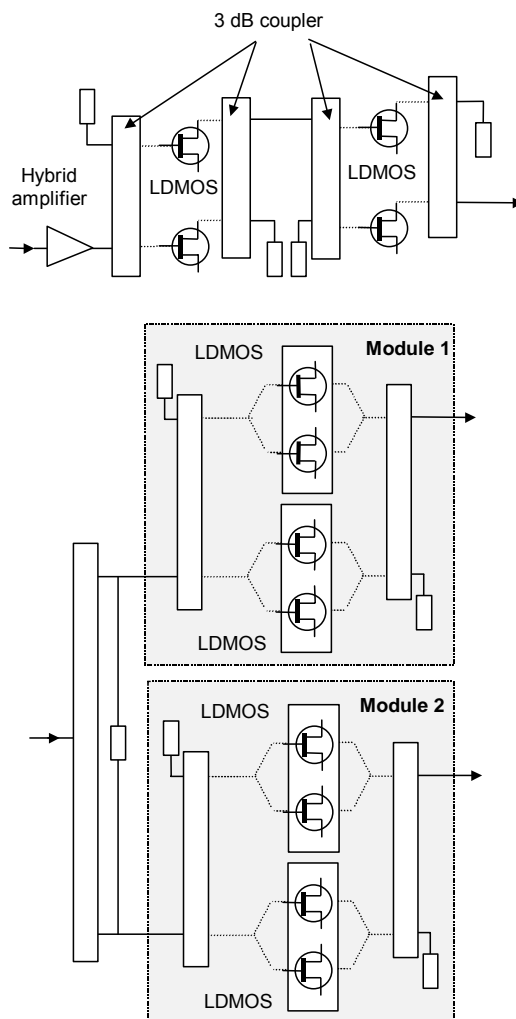 3 dB coupler
Hybrid
amplifier
LDMOS
LDMOS
LDMOS
Module 1
LDMOS
LDMOS
Module 2
LDMOS